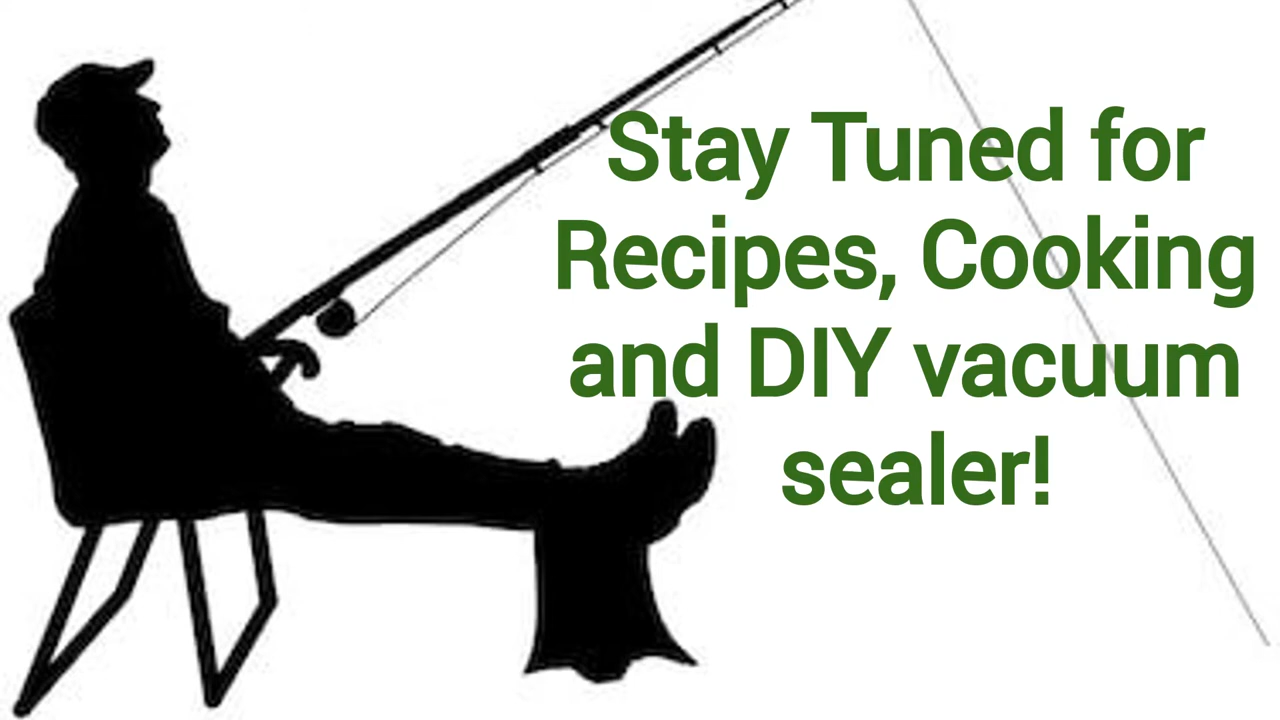 Stay Tuned for
Recipes, Cooking
and DIY vacuum
sealer!